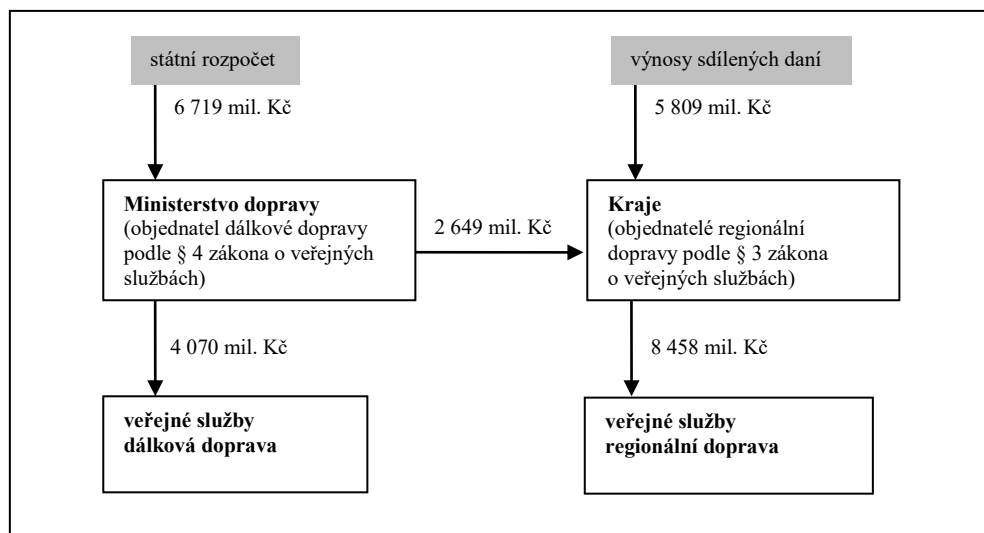 státní rozpočet
výnosy sdílených daní
6 719 mil. Kč
5 809 mil. Kč
Ministerstvo dopravy
(objednatel dálkové dopravy
podle § 4 zákona o veřejných
službách)
2 649 mil. Kč
Kraje
(objednatelé regionální
dopravy podle § 3 zákona
o veřejných službách)
4 070 mil. Kč
8 458 mil. Kč
veřejné služby
dálková doprava
veřejné služby
regionální doprava